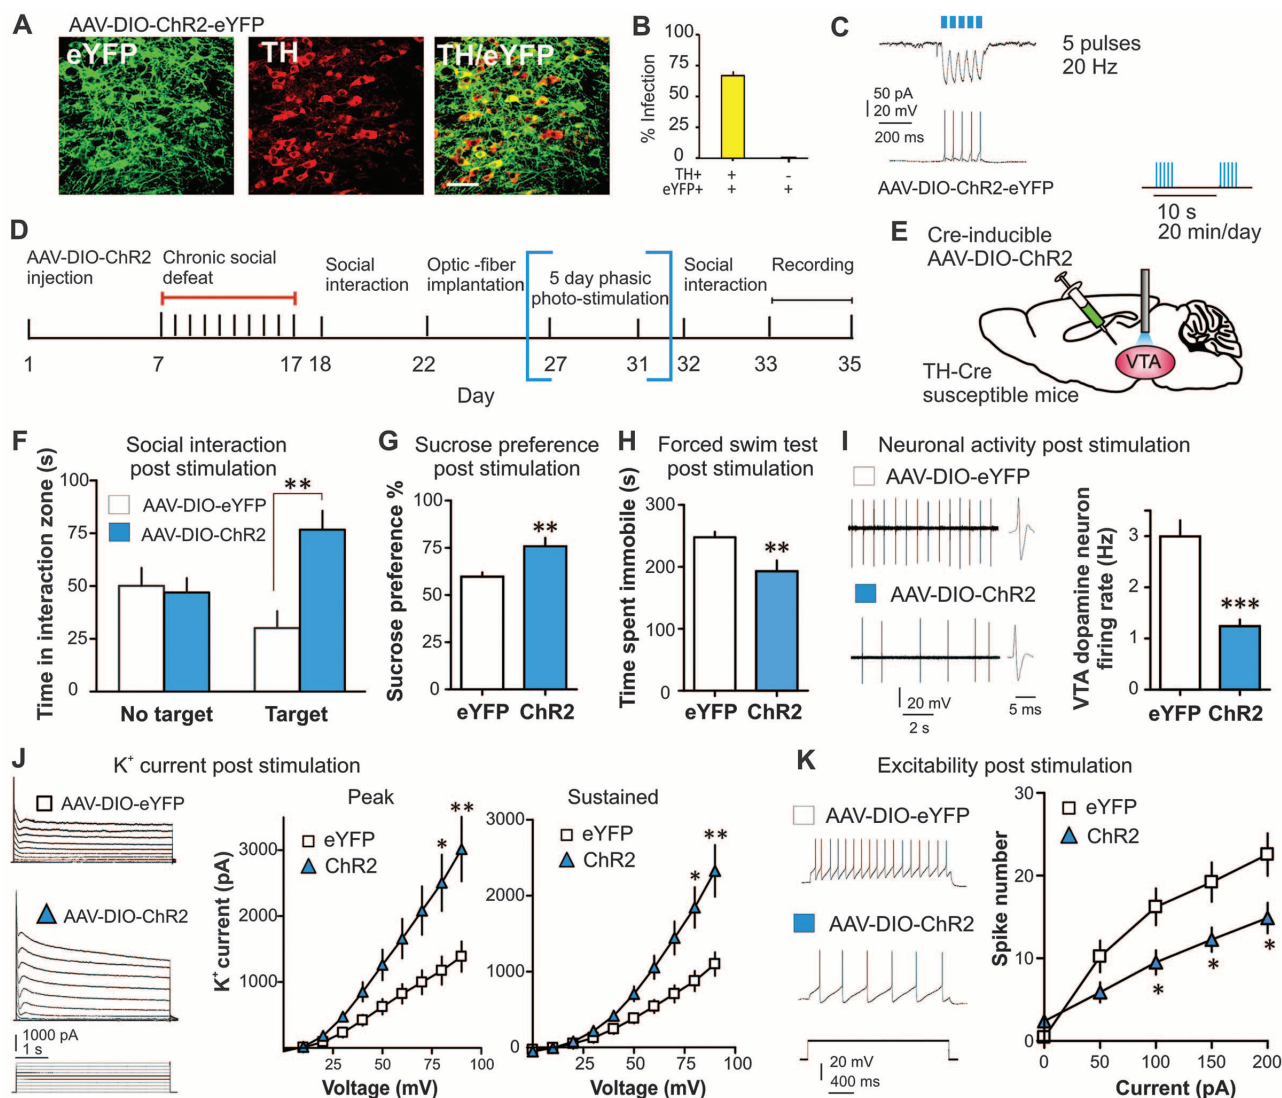 A
AAV-DIO-ChR2-eYFP
eYFP
TH
TH/eYFP
B
% Infection
100
75
50
25
0
TH+ + -
eYFP+ + +
C
5 pulses
20 Hz
50 pA
20 mV
200 ms
AAV-DIO-ChR2-eYFP
10 s
20 min/day
D
AAV-DIO-ChR2
injection
Chronic social
defeat
Social
interaction
Optic -fiber
implantation
5 day phasic
photo-stimulation
Social
interaction
Recording
1 7 17 18 22 27 31 32 33 35
Day
E
Cre-inducible
AAV-DIO-ChR2
VTA
TH-Cre
susceptible mice
F
Social interaction
post stimulation
Time in interaction zone (s)
100
75
50
25
0
AAV-DIO-eYFP
AAV-DIO-ChR2
**
No target Target
G
Sucrose preference
post stimulation
Sucrose preference %
100
75
50
25
0
**
eYFP ChR2
H
Forced swim test
post stimulation
Time spent immobile (s)
300
200
100
0
**
eYFP ChR2
I
Neuronal activity post stimulation
AAV-DIO-eYFP
AAV-DIO-ChR2
20 mV
2 s
5 ms
VTA dopamine neuron
firing rate (Hz)
3
2
1
0
***
eYFP ChR2
J
K+ current post stimulation
AAV-DIO-eYFP
AAV-DIO-ChR2
1000 pA
1 s
Peak
K+ current (pA)
3000
2000
1000
eYFP
ChR2
*
**
25 50 75 100
Voltage (mV)
Sustained
3000
2000
1000
0
eYFP
ChR2
*
**
25 50 75 100
Voltage (mV)
K
Excitability post stimulation
AAV-DIO-eYFP
AAV-DIO-ChR2
20 mV
400 ms
Spike number
30
20
10
0
eYFP
ChR2
*
*
*
0 50 100 150 200
Current (pA)